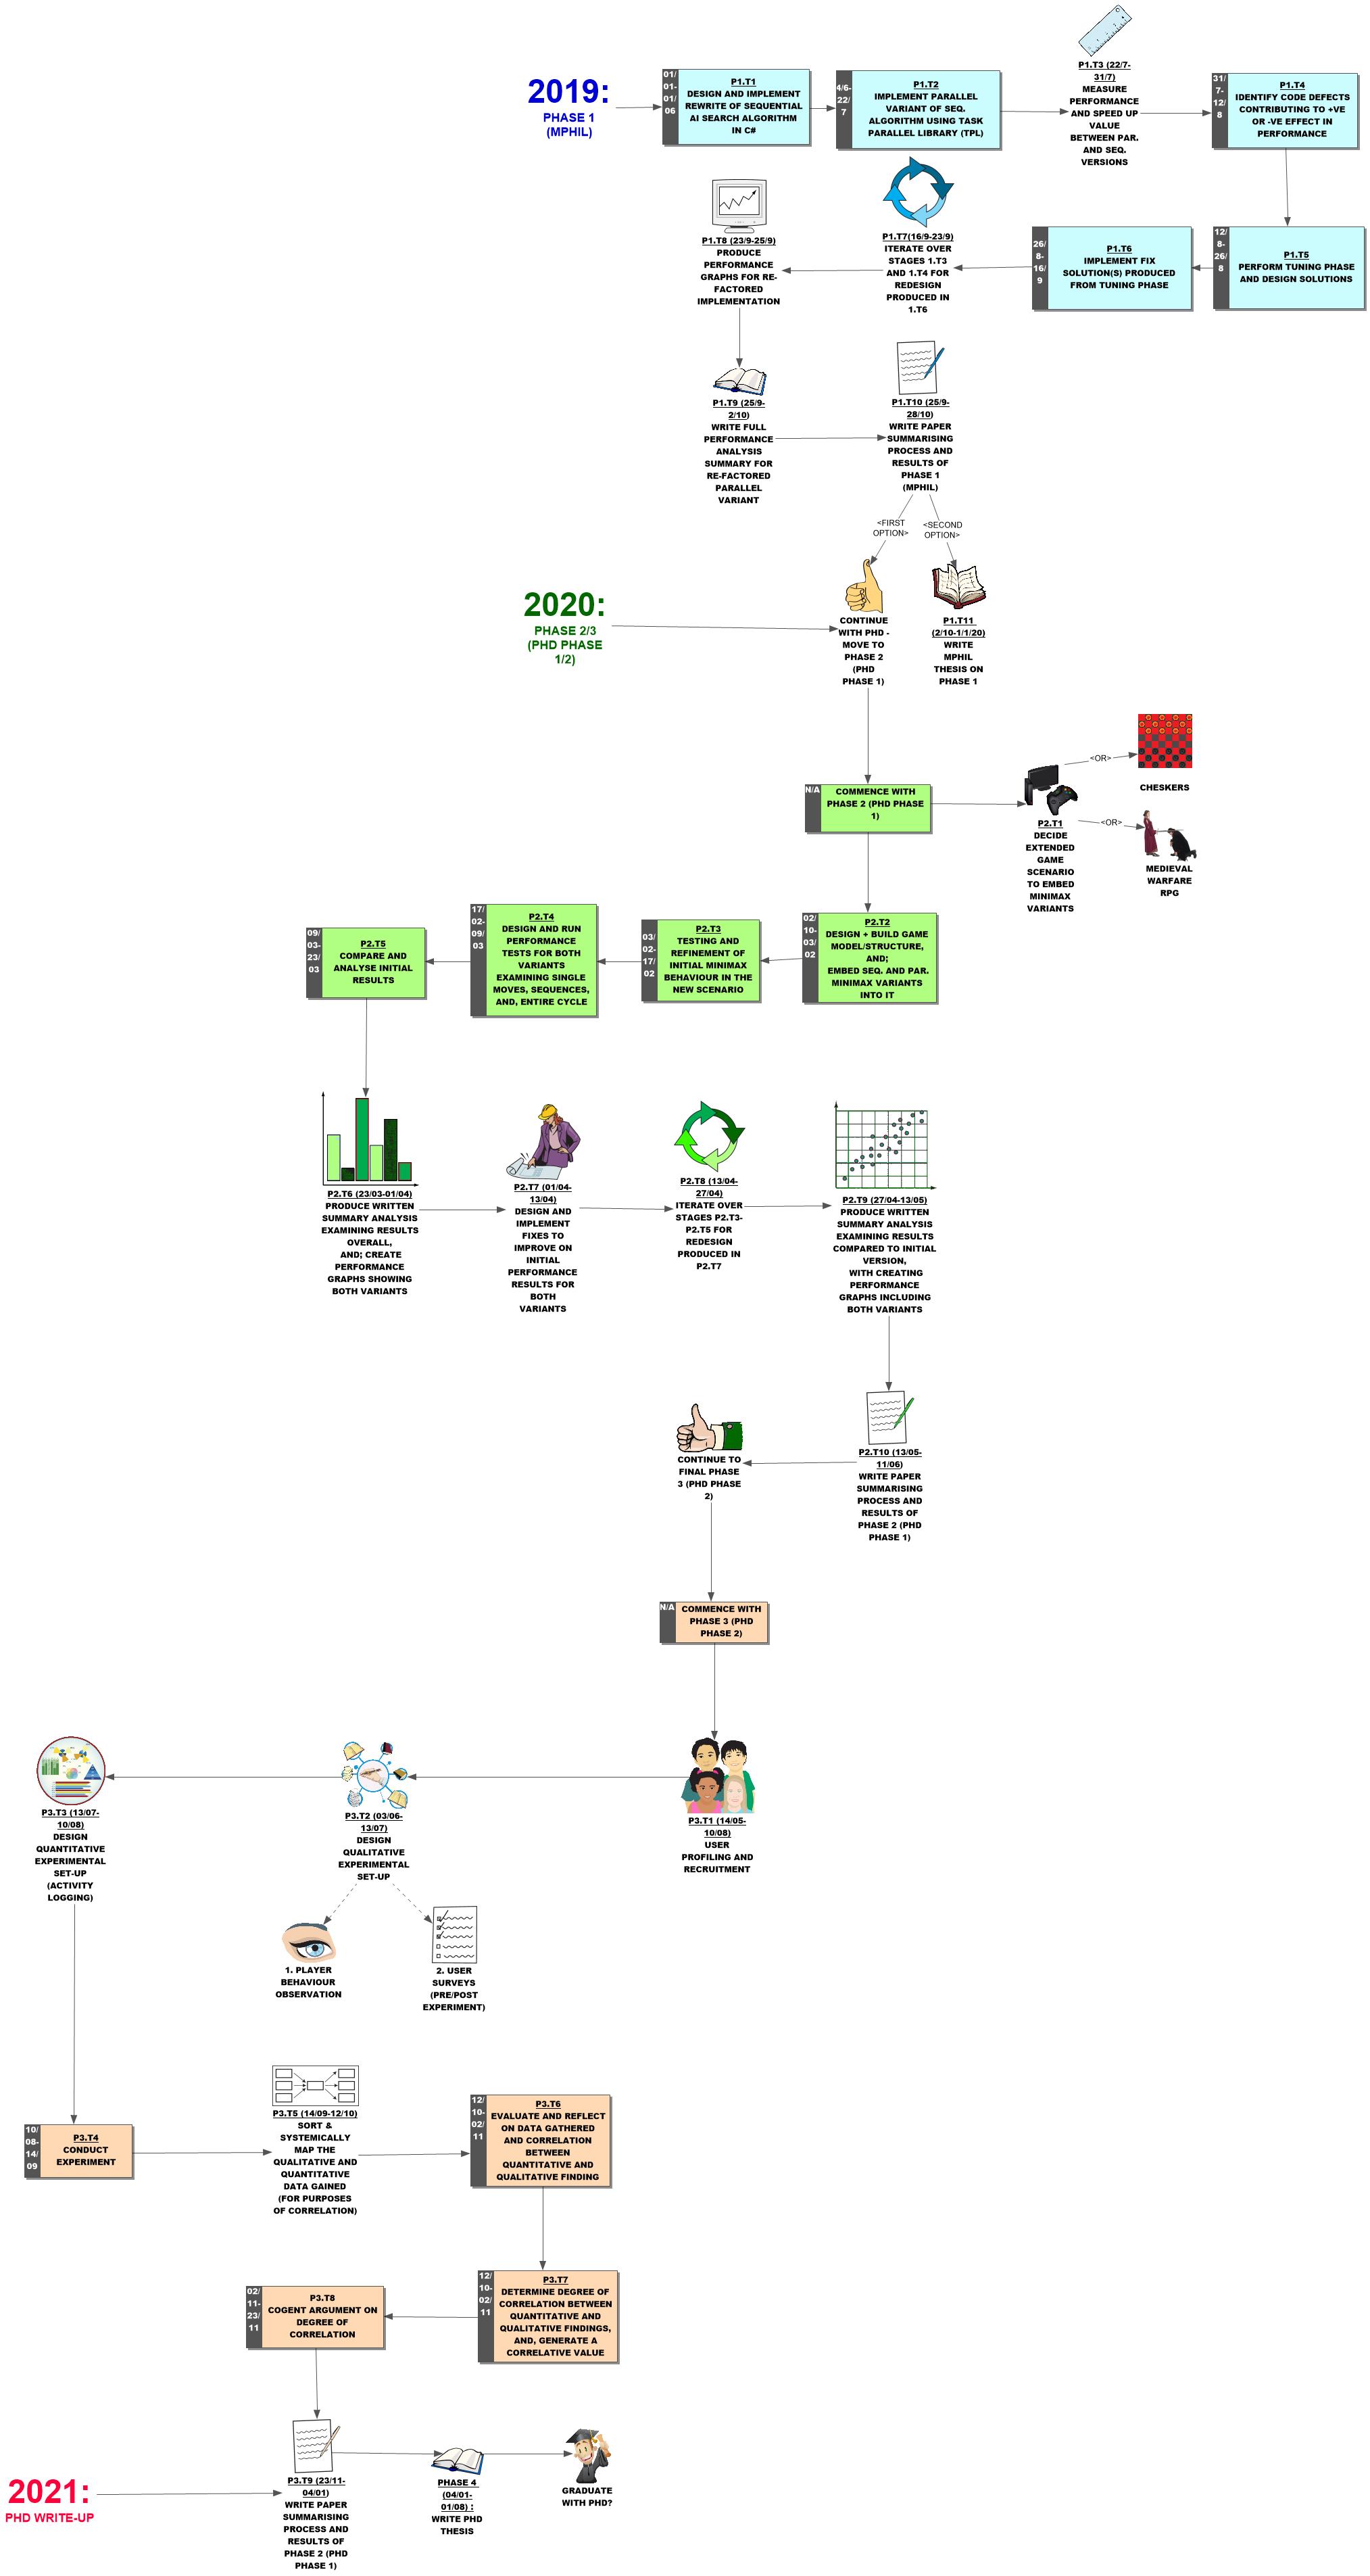 2019:
PHASE 1
(MPHIL)
01/
01-
01/
06
P1.T1
DESIGN AND IMPLEMENT
REWRITE OF SEQUENTIAL
AI SEARCH ALGORITHM
IN C#
4/6-
22/
7
P1.T2
IMPLEMENT PARALLEL
VARIANT OF SEQ.
ALGORITHM USING TASK
PARALLEL LIBRARY (TPL)
P1.T3 (22/7-
31/7)
MEASURE
PERFORMANCE
AND SPEED UP
VALUE
BETWEEN PAR.
AND SEQ.
VERSIONS
31/
7-
12/
8
P1.T4
IDENTIFY CODE DEFECTS
CONTRIBUTING TO +VE
OR -VE EFFECT IN
PERFORMANCE
12/
8-
26/
8
P1.T5
PERFORM TUNING PHASE
AND DESIGN SOLUTIONS
26/
8-
16/
9
P1.T6
IMPLEMENT FIX
SOLUTION(S) PRODUCED
FROM TUNING PHASE
P1.T7(16/9-23/9)
ITERATE OVER
STAGES 1.T3
AND 1.T4 FOR
REDESIGN
PRODUCED IN
1.T6
P1.T8 (23/9-25/9)
PRODUCE
PERFORMANCE
GRAPHS FOR RE-
FACTORED
IMPLEMENTATION
P1.T9 (25/9-
2/10)
WRITE FULL
PERFORMANCE
ANALYSIS
SUMMARY FOR
RE-FACTORED
PARALLEL
VARIANT
P1.T10 (25/9-
28/10)
WRITE PAPER
SUMMARISING
PROCESS AND
RESULTS OF
PHASE 1
(MPHIL)
<FIRST
OPTION>
<SECOND
OPTION>
2020:
PHASE 2/3
(PHD PHASE
1/2)
CONTINUE
WITH PHD -
MOVE TO
PHASE 2
(PHD
PHASE 1)
P1.T11
(2/10-1/1/20)
WRITE
MPHIL
THESIS ON
PHASE 1
N/A
COMMENCE WITH
PHASE 2 (PHD PHASE
1)
P2.T1
DECIDE
EXTENDED
GAME
SCENARIO
TO EMBED
MINIMAX
VARIANTS
<OR>
CHESKERS
<OR>
MEDIEVAL
WARFARE
RPG
02/
10-
03/
02
P2.T2
DESIGN + BUILD GAME
MODEL/STRUCTURE,
AND;
EMBED SEQ. AND PAR.
MINIMAX VARIANTS
INTO IT
03/
02-
17/
02
P2.T3
TESTING AND
REFINEMENT OF
INITIAL MINIMAX
BEHAVIOUR IN THE
NEW SCENARIO
17/
02-
09/
03
P2.T4
DESIGN AND RUN
PERFORMANCE
TESTS FOR BOTH
VARIANTS
EXAMINING SINGLE
MOVES, SEQUENCES,
AND, ENTIRE CYCLE
09/
03-
23/
03
P2.T5
COMPARE AND
ANALYSE INITIAL
RESULTS
P2.T6 (23/03-01/04)
PRODUCE WRITTEN
SUMMARY ANALYSIS
EXAMINING RESULTS
OVERALL,
AND; CREATE
PERFORMANCE
GRAPHS SHOWING
BOTH VARIANTS
P2.T7 (01/04-
13/04)
DESIGN AND
IMPLEMENT
FIXES TO
IMPROVE ON
INITIAL
PERFORMANCE
RESULTS FOR
BOTH
VARIANTS
P2.T8 (13/04-
27/04)
ITERATE OVER
STAGES P2.T3-
P2.T5 FOR
REDESIGN
PRODUCED IN
P2.T7
P2.T9 (27/04-13/05)
PRODUCE WRITTEN
SUMMARY ANALYSIS
EXAMINING RESULTS
COMPARED TO INITIAL
VERSION,
WITH CREATING
PERFORMANCE
GRAPHS INCLUDING
BOTH VARIANTS
P2.T10 (13/05-
11/06)
WRITE PAPER
SUMMARISING
PROCESS AND
RESULTS OF
PHASE 2 (PHD
PHASE 1)
CONTINUE TO
FINAL PHASE
3 (PHD PHASE
2)
N/A
COMMENCE WITH
PHASE 3 (PHD
PHASE 2)
P3.T1 (14/05-
10/08)
USER
PROFILING AND
RECRUITMENT
P3.T2 (03/06-
13/07)
DESIGN
QUALITATIVE
EXPERIMENTAL
SET-UP
P3.T3 (13/07-
10/08)
DESIGN
QUANTITATIVE
EXPERIMENTAL
SET-UP
(ACTIVITY
LOGGING)
1. PLAYER
BEHAVIOUR
OBSERVATION
2. USER
SURVEYS
(PRE/POST
EXPERIMENT)
10/
08-
14/
09
P3.T4
CONDUCT
EXPERIMENT
P3.T5 (14/09-12/10)
SORT &
SYSTEMICALLY
MAP THE
QUALITATIVE AND
QUANTITATIVE
DATA GAINED
(FOR PURPOSES
OF CORRELATION)
12/
10-
02/
11
P3.T6
EVALUATE AND REFLECT
ON DATA GATHERED
AND CORRELATION
BETWEEN
QUANTITATIVE AND
QUALITATIVE FINDING
12/
10-
02/
11
P3.T7
DETERMINE DEGREE OF
CORRELATION BETWEEN
QUANTITATIVE AND
QUALITATIVE FINDINGS,
AND, GENERATE A
CORRELATIVE VALUE
02/
11-
23/
11
P3.T8
COGENT ARGUMENT ON
DEGREE OF
CORRELATION
2021:
PHD WRITE-UP
P3.T9 (23/11-
04/01)
WRITE PAPER
SUMMARISING
PROCESS AND
RESULTS OF
PHASE 2 (PHD
PHASE 1)
PHASE 4
(04/01-
01/08) :
WRITE PHD
THESIS
GRADUATE
WITH PHD?